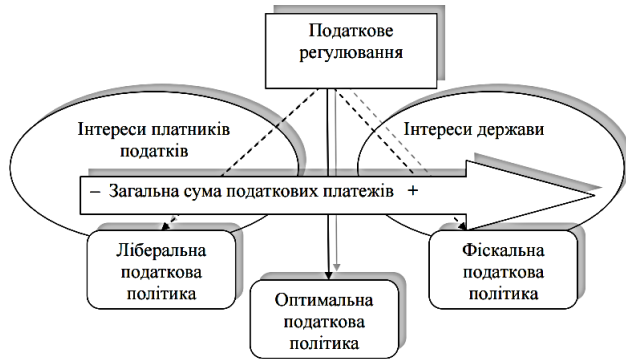 Податкове
регулювання
Інтереси платників
податків
Інтереси держави
– Загальна сума податкових платежів +
Ліберальна
податкова
політика
Фіскальна
податкова
політика
Оптимальна
податкова
політика